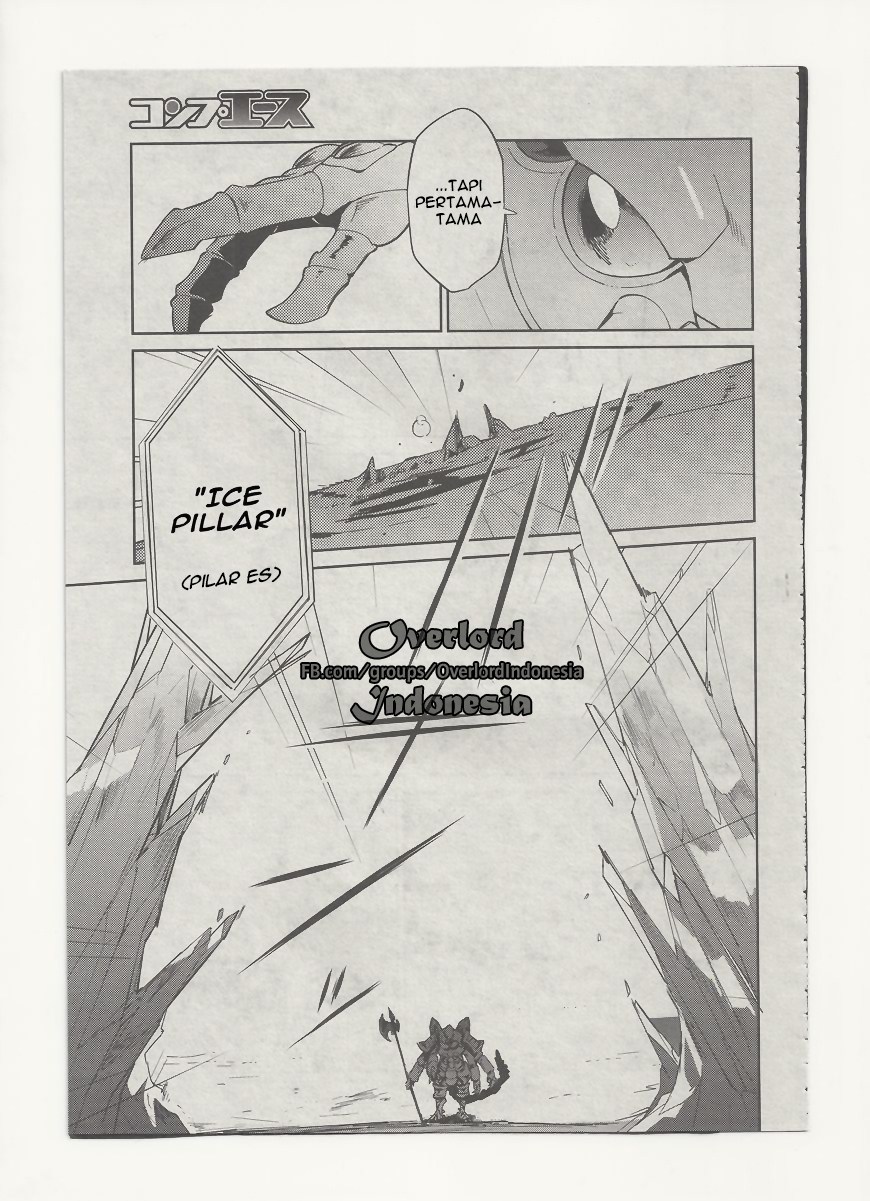 コンプエース
...TAPI
PERTAMA-
TAMA
"ICE
PILLAR"
(PILAR ES)
Overlord
FB.com/groups/OverlordIndonesia
Indonesia